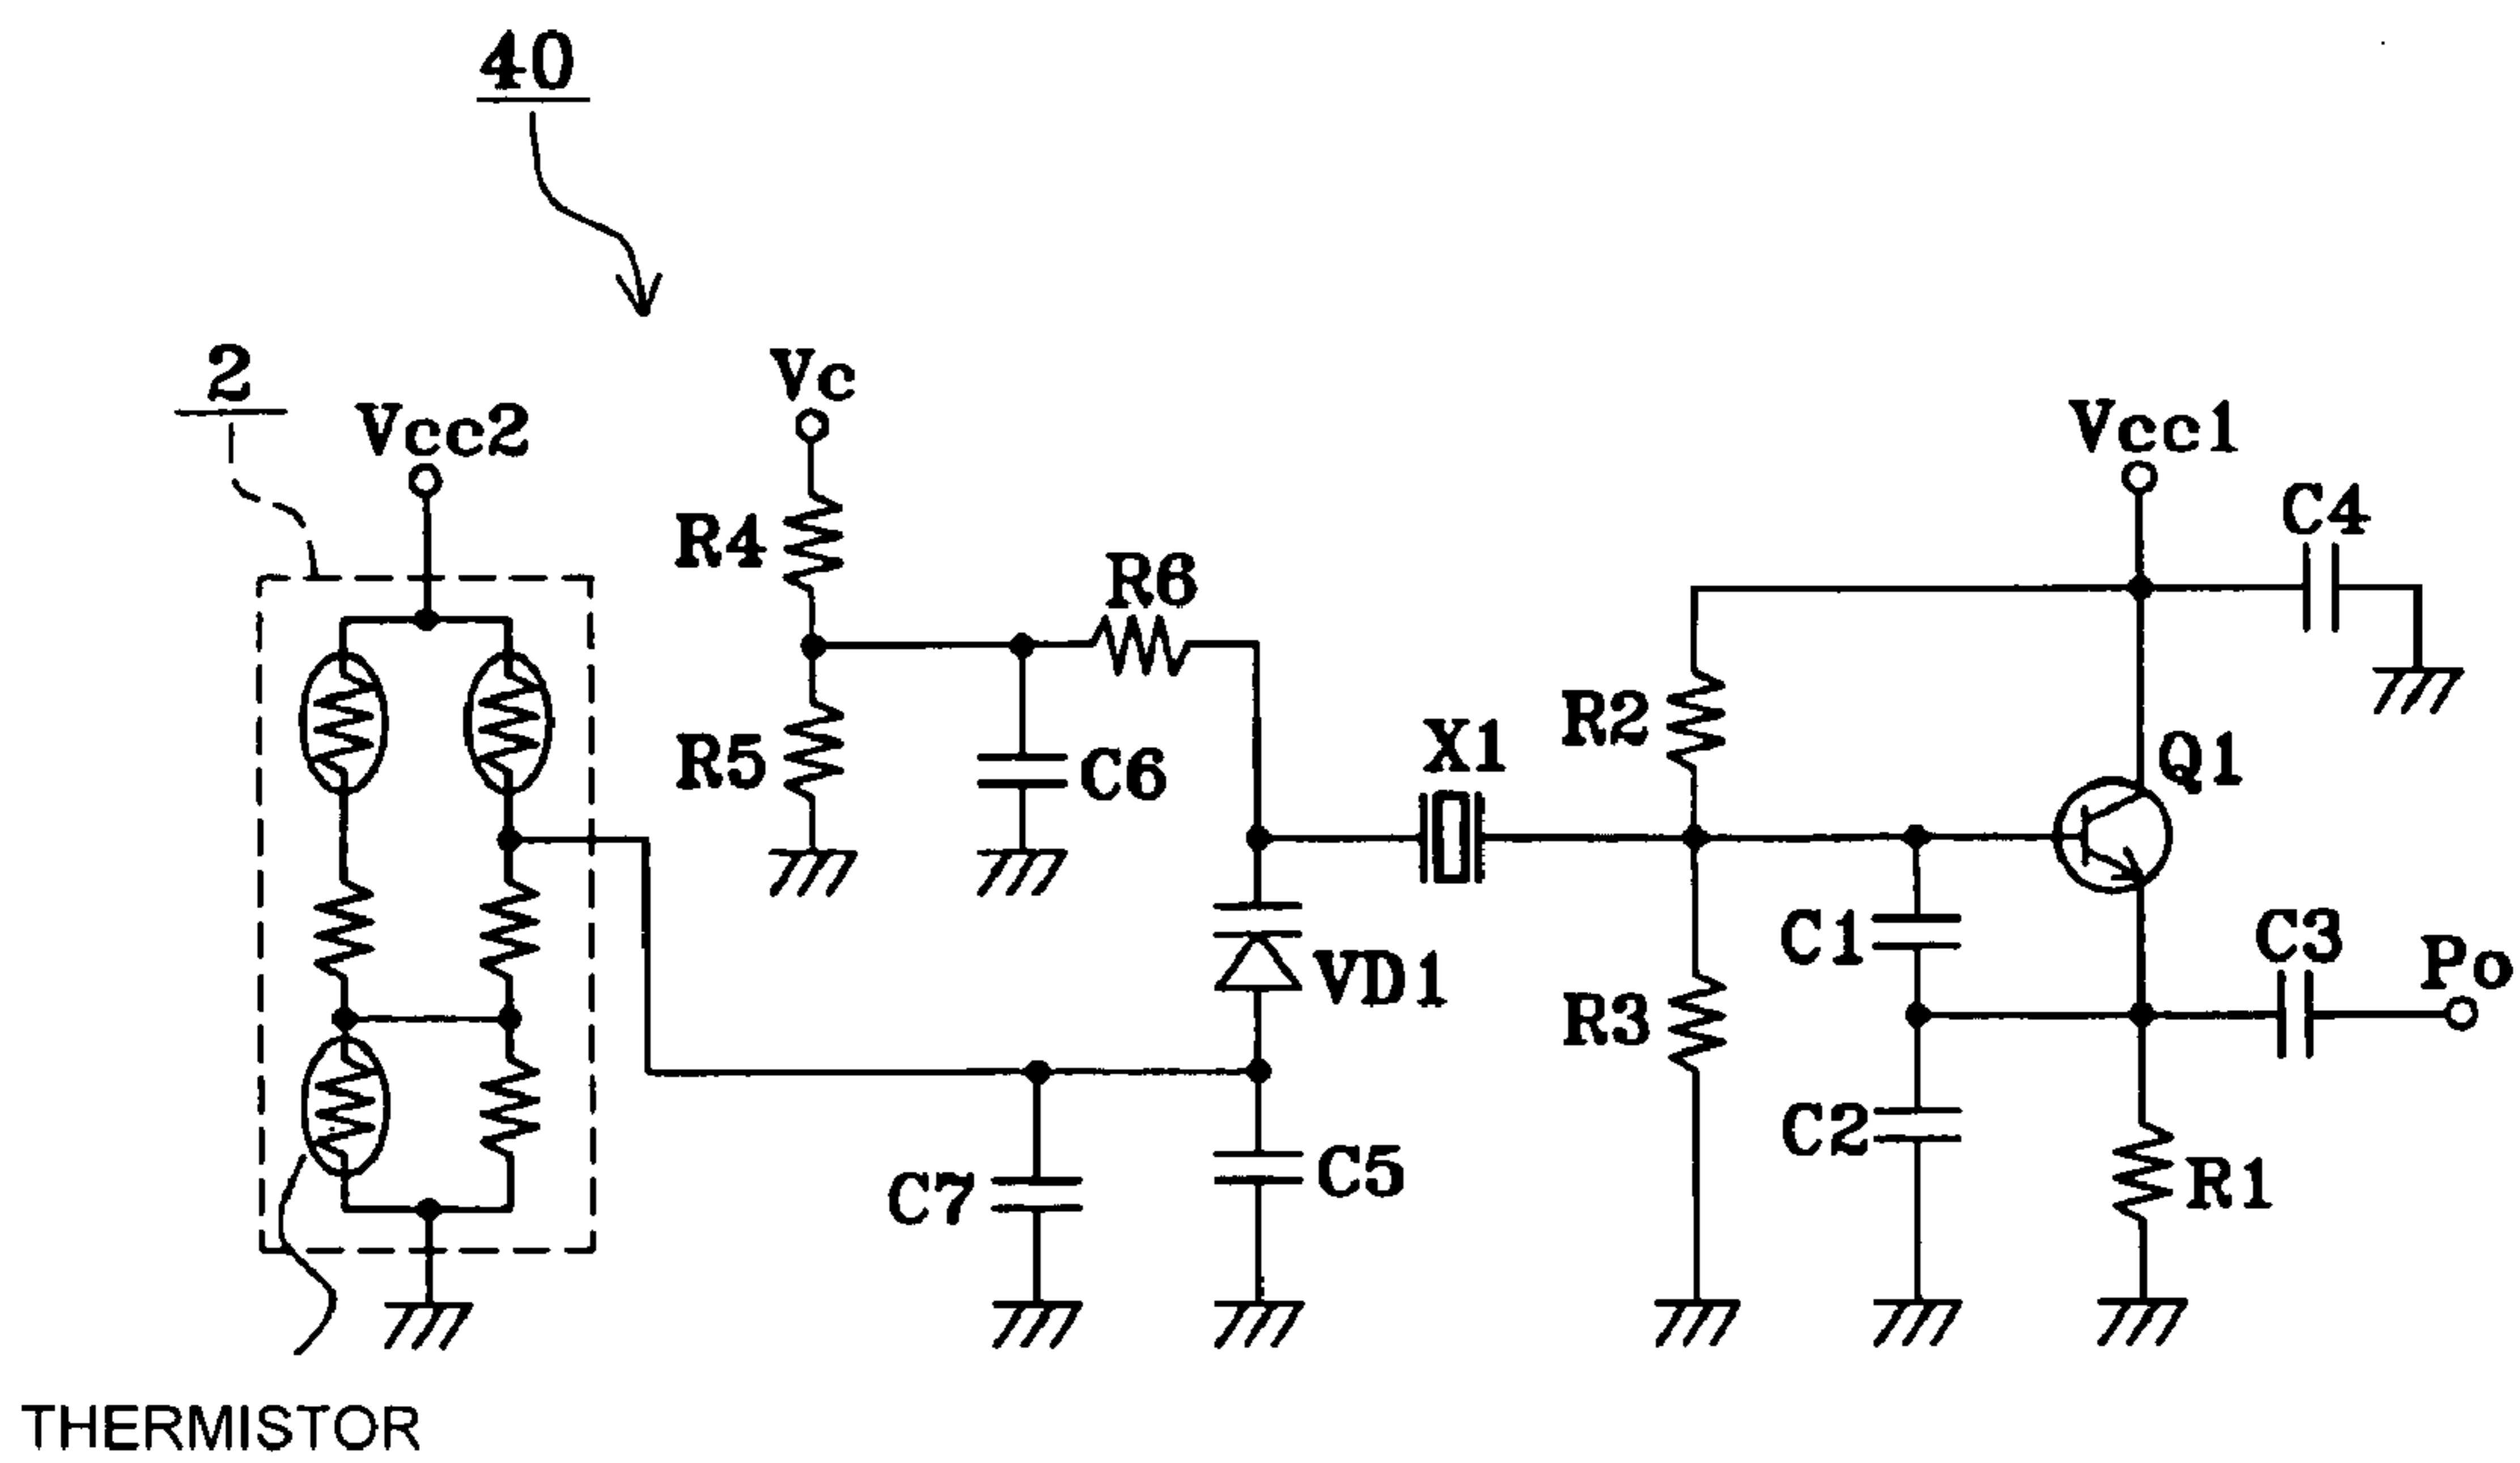 40
2
Vcc2
Vc
Vcc1
C4
R4
R6
R5
C6
X1
R2
Q1
VD1
C1
C3
Po
R3
C2
R1
C7
C5
THERMISTOR